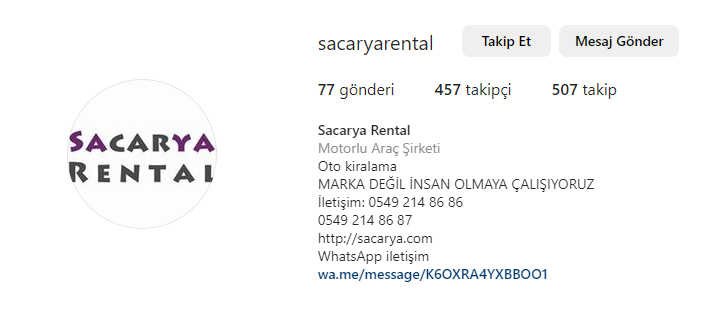 sacaryarental Takip Et Mesaj Gönder
77 gönderi 457 takipçi 507 takip
SACARYA
RENTAL
Sacarya Rental
Motorlu Araç Şirketi
Oto kiralama
MARKA DEĞİL İNSAN OLMAYA ÇALIŞIYORUZ
İletişim: 0549 214 86 86
0549 214 86 87
http://sacarya.com
WhatsApp iletişim
wa.me/message/K6OXRA4YXBBOO1